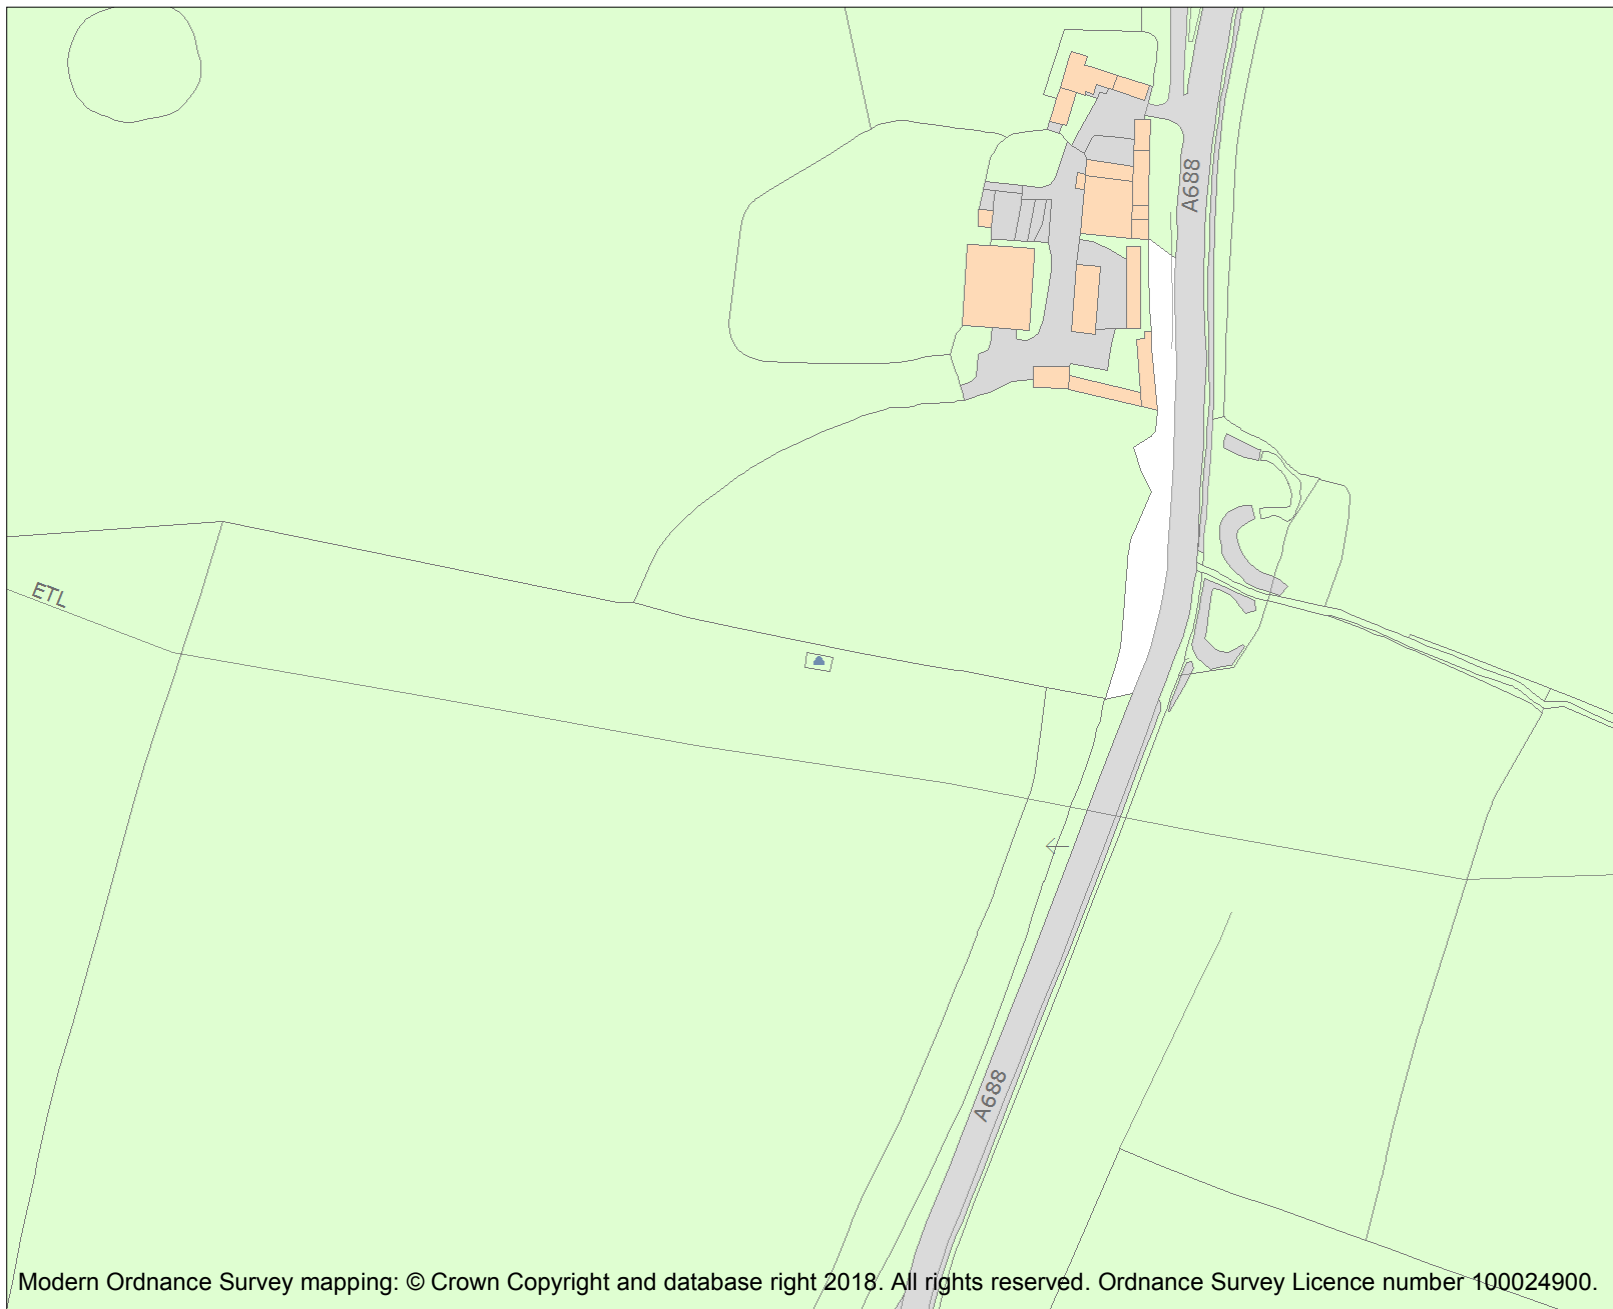 A688
ETL
A688
Modern Ordnance Survey mapping: © Crown Copyright and database right 2018. All rights reserved. Ordnance Survey Licence number 100024900.